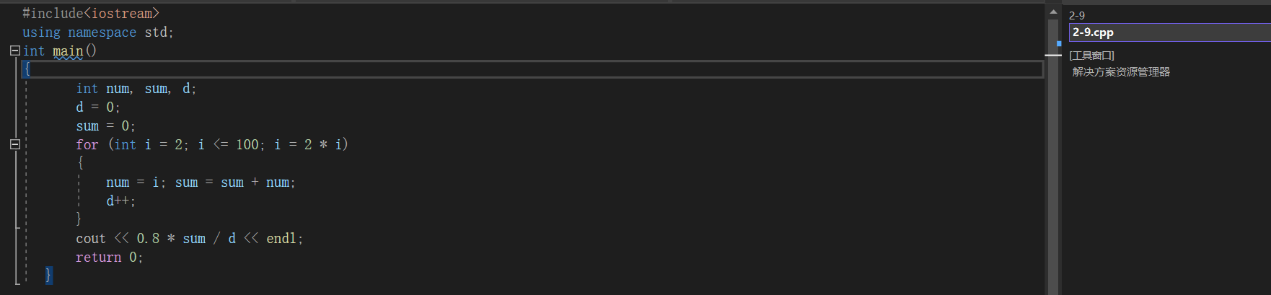 #include<iostream>
using namespace std;
int main()
{
int num, sum, d;
d = 0;
sum = 0;
for (int i = 2; i <= 100; i = 2 * i)
{
num = i; sum = sum + num;
d++;
}
cout << 0.8 * sum / d << endl;
return 0;
}
2-9
2-9.cpp
[工具窗口]
解决方案资源管理器